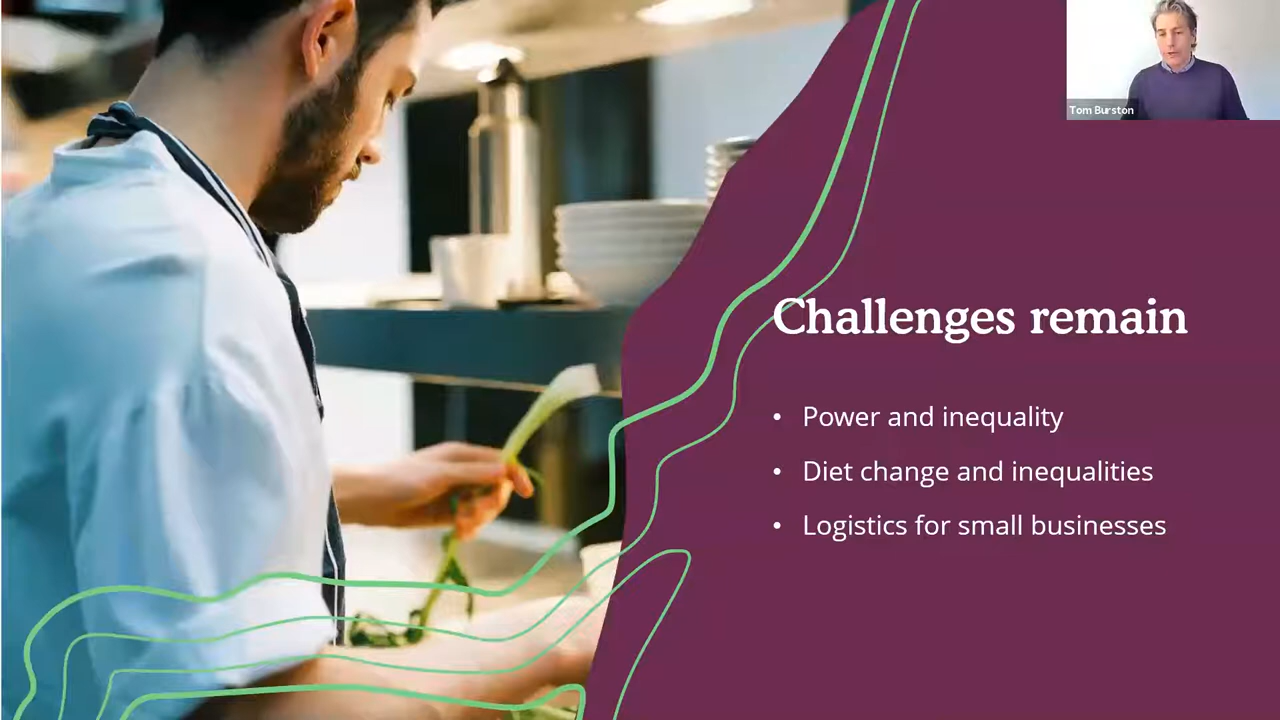 Tom Burston
Challenges remain
• Power and inequality
• Diet change and inequalities
• Logistics for small businesses